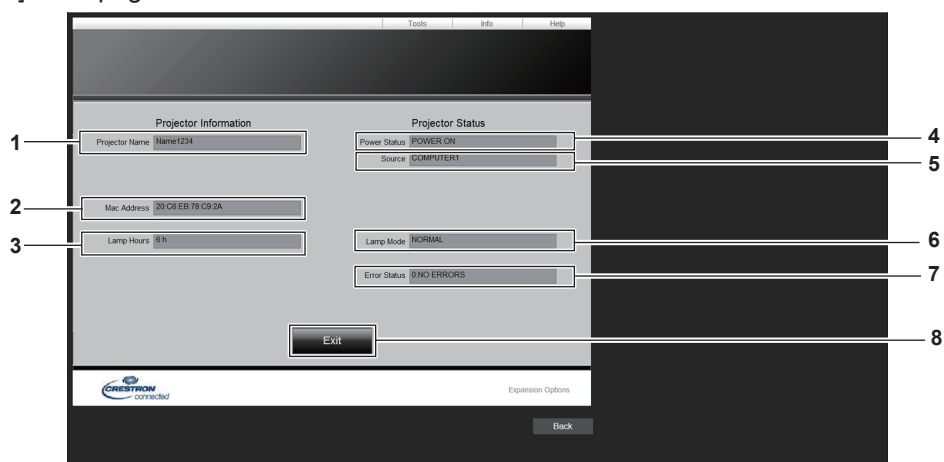 Tools Info Help
Projector Information Projector Status
1 Projector Name Name1234 Power Status POWER ON 4
Source COMPUTER1 5
2 Mac Address 20:C6:EB:78:C9:2A
3 Lamp Hours 6 h Lamp Mode NORMAL 6
Error Status 0:NO ERRORS 7
Exit 8
CRESTRON connected Expansion Options
Back